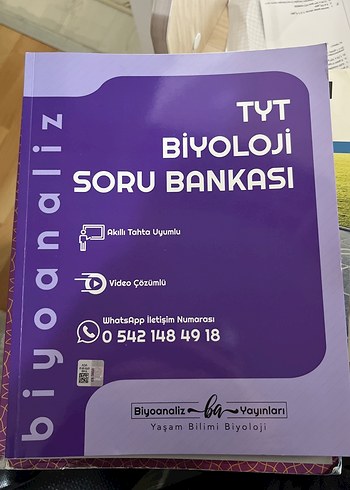 biyoanaliz
TYT
BİYOLOJİ
SORU BANKASI
Akıllı Tahta Uyumlu
Video Çözümlü
WhatsApp İletişim Numarası
0 542 148 49 18
Biyoanaliz ba Yayınları
Yaşam Bilimi Biyoloji